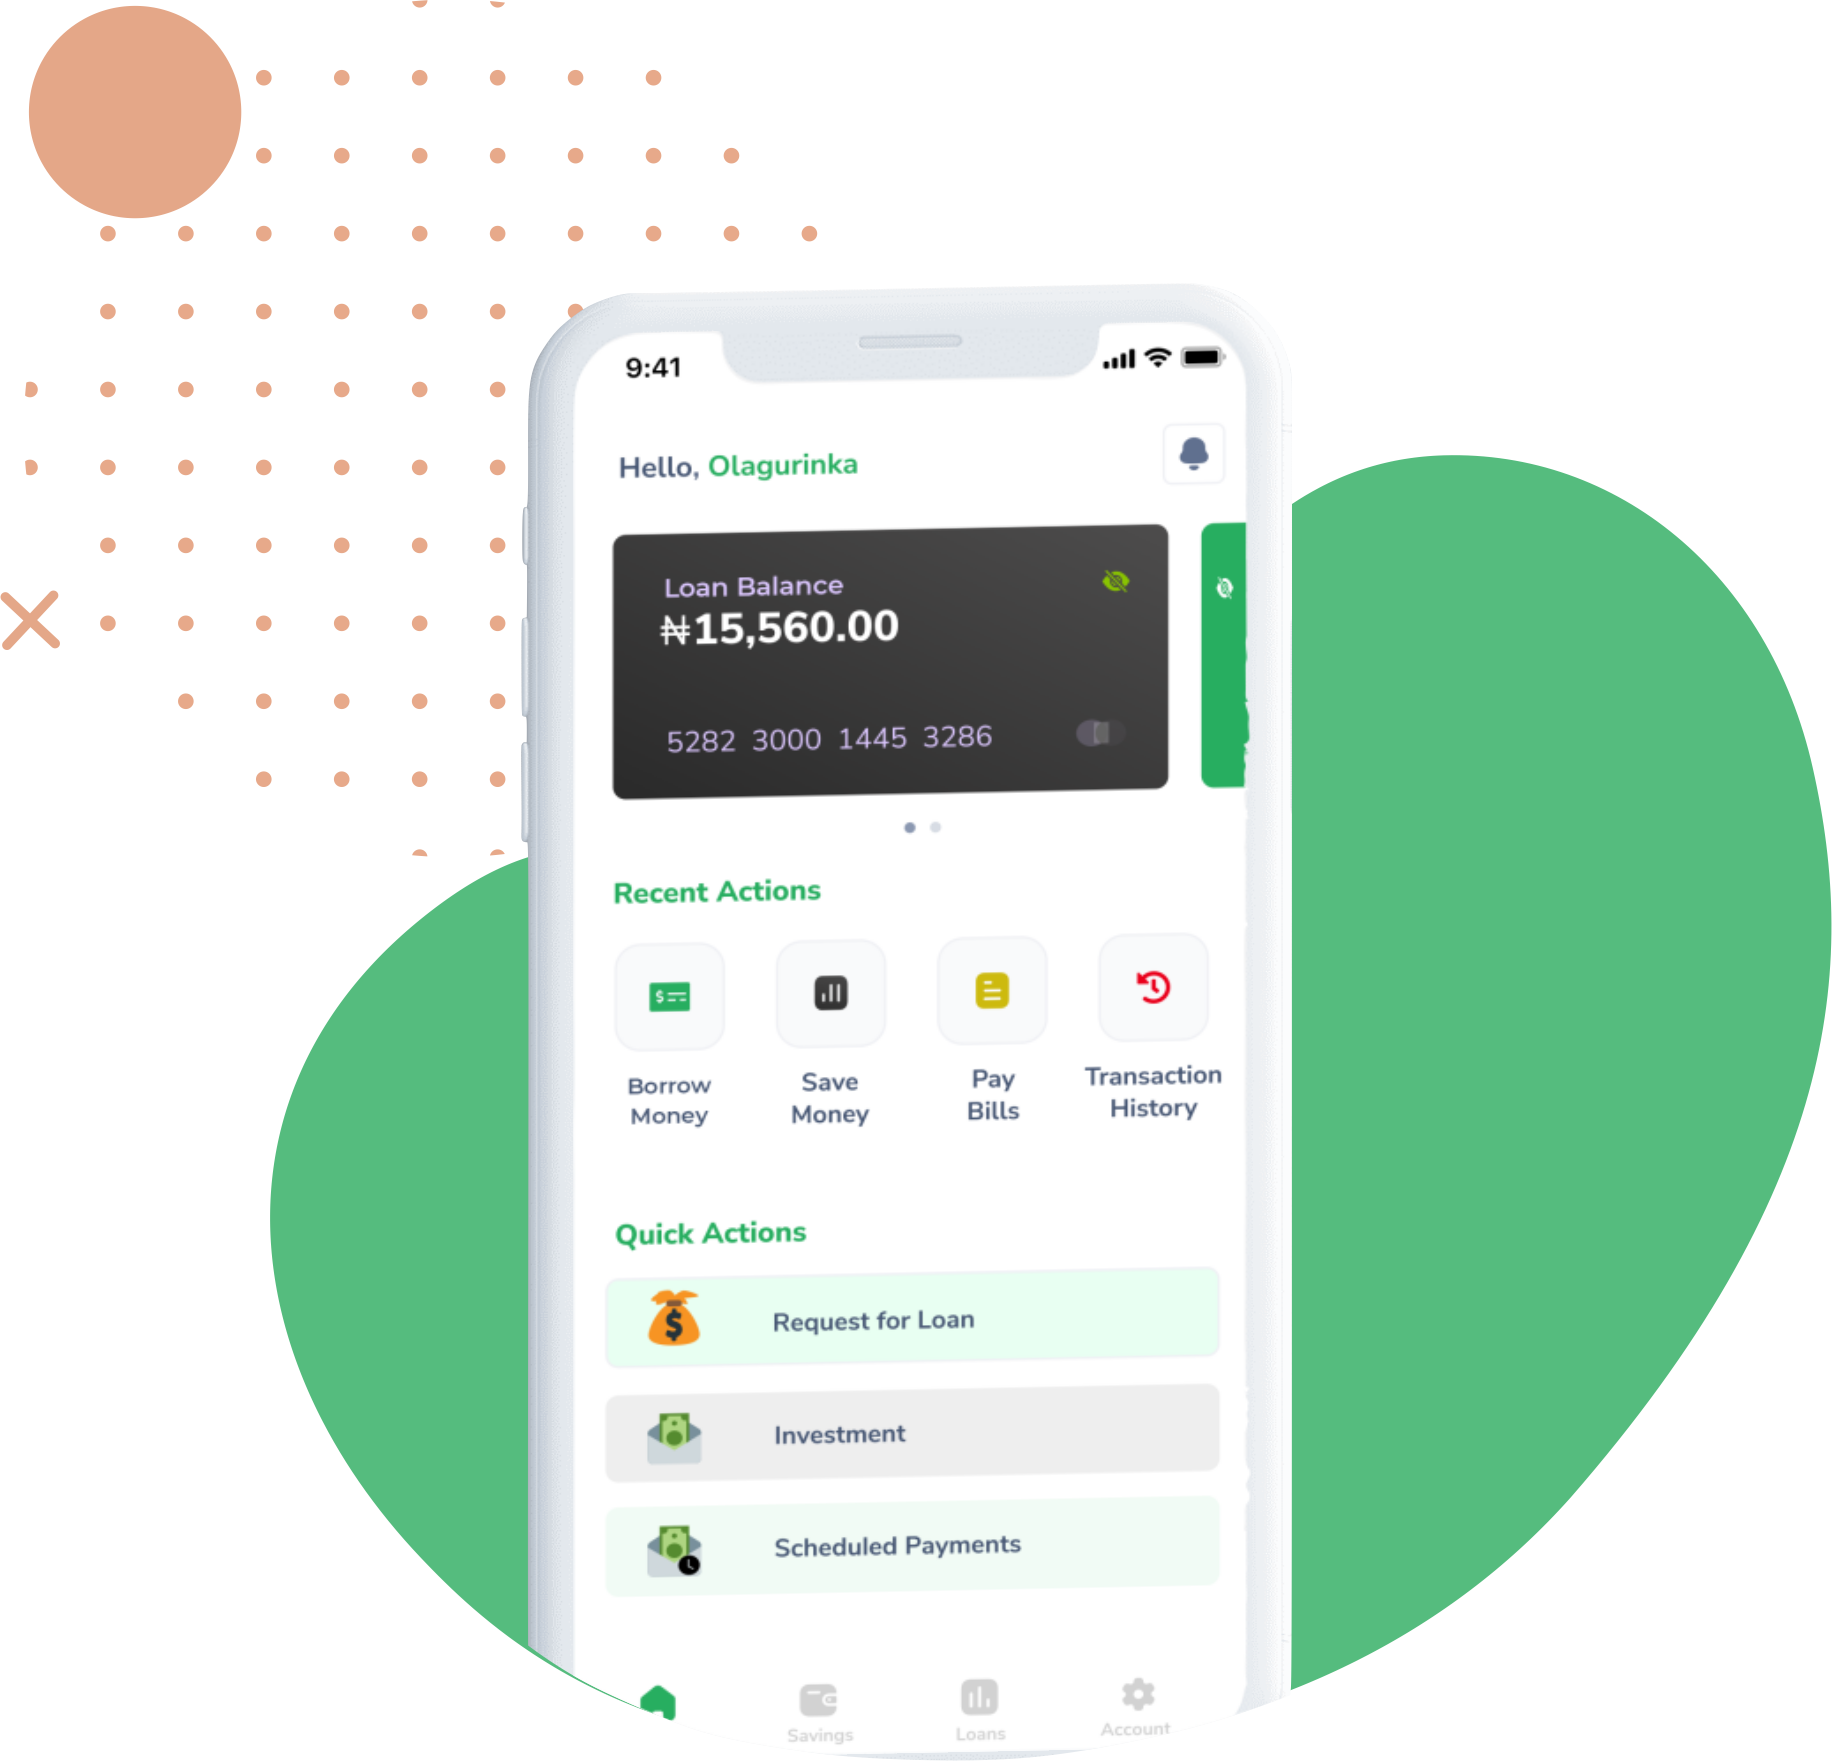 9:41
Hello, Olagurinka
Loan Balance
₦15,560.00
5282 3000 1445 3286
Recent Actions
Borrow
Money
Save
Money
Pay
Bills
Transaction
History
Quick Actions
Request for Loan
Investment
Scheduled Payments
Savings
Loans
Account